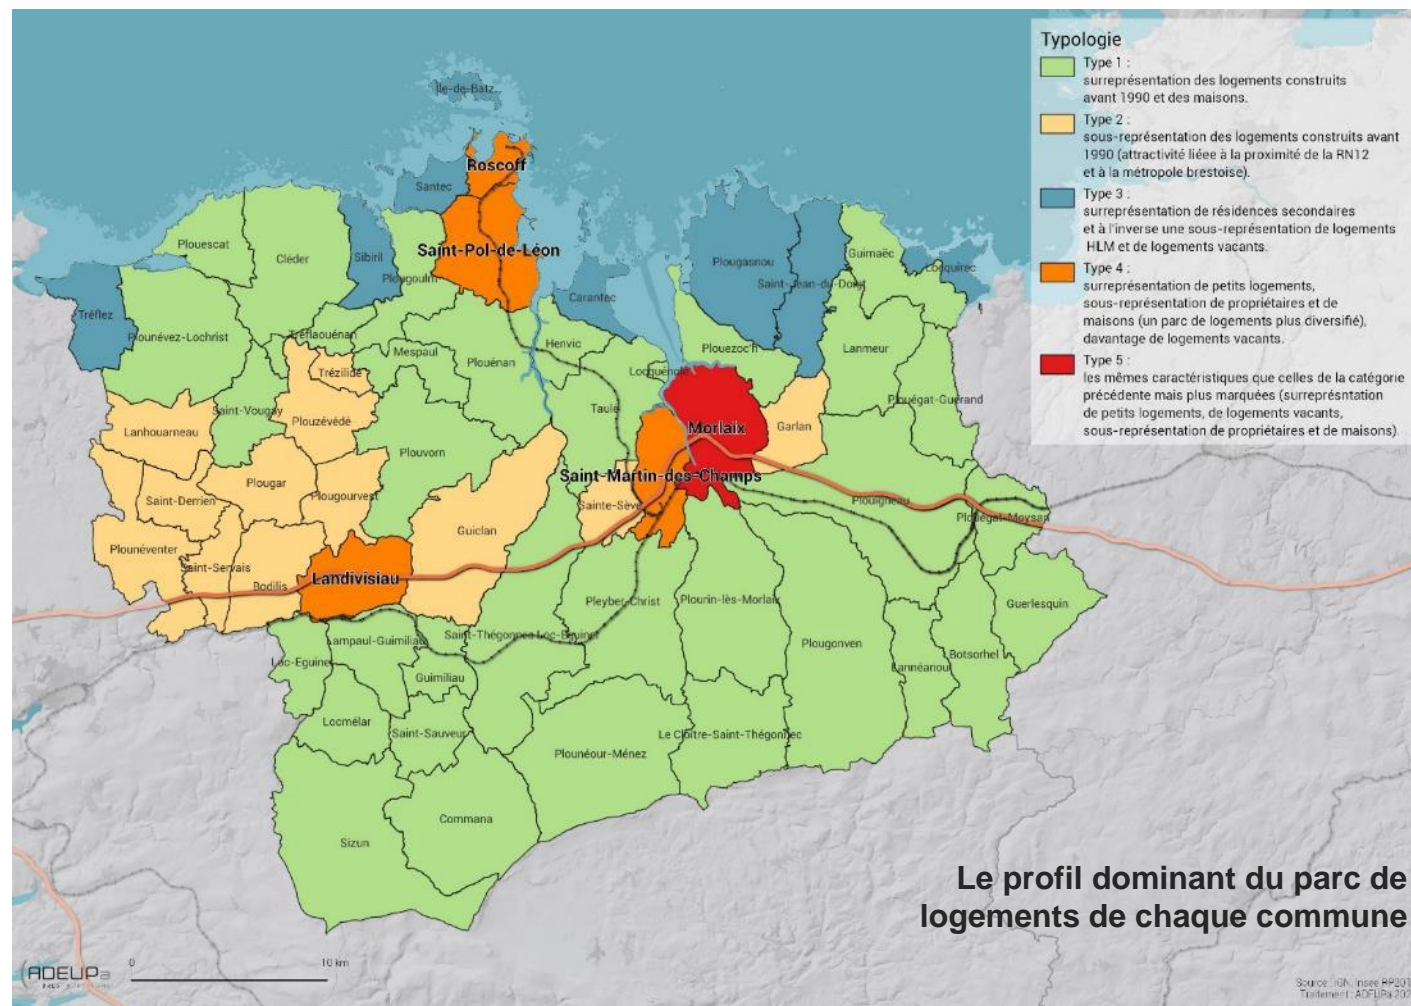 Typologie
Type 1 :
surreprésentation des logements construits
avant 1990 et des maisons.
Type 2 :
sous-représentation des logements construits avant
1990 (attractivité liéee à la proximité de la RN12
et à la métropole brestoise).
Type 3 :
surreprésentation de résidences secondaires
et à l'inverse une sous-représentation de logements
HLM et de logements vacants.
Type 4 :
surreprésentation de petits logements,
sous-représentation de propriétaires et de
maisons (un parc de logements plus diversifié),
davantage de logements vacants.
Type 5 :
les mêmes caractéristiques que celles de la catégorie
précédente mais plus marquées (surreprésntation
de petits logements, de logements vacants,
sous-représentation de propriétaires et de maisons).
Île-de-Batz
Roscoff
Santec
Saint-Pol-de-Léon
Plouescat
Cléder
Sibiril
Plougoulm
Carantec
Plougasnou
Saint-Jean-du-Doigt
Guimaëc
Locquirec
Tréflez
Plounévez-Lochrist
Tréflaouénan
Mespaul
Plouénan
Henvic
Locquénolé
Plouezoc'h
Lanmeur
Trézilidé
Plouégat-Guérand
Saint-Vougay
Plouzévédé
Taulé
Lanhouarneau
Plouvorn
Morlaix
Garlan
Saint-Martin-des-Champs
Plougar
Saint-Derrien
Plougourvest
Guiclan
Sainte-Sève
Plouigneau
Plouégat-Moysan
Plounéventer
Saint-Servais
Bodilis
Landivisiau
Pleyber-Christ
Plourin-lès-Morlaix
Guerlesquin
Lampaul-Guimiliau
Saint-Thégonnec Loc-Eguiner
Plougonven
Loc-Eguiner
Guimiliau
Lannéanou
Botsorhel
Locmélar
Saint-Sauveur
Le Cloître-Saint-Thégonnec
Plounéour-Ménez
Commana
Sizun
Le profil dominant du parc de
logements de chaque commune
0 10 km
ADEUPa
Source : IGN, Insee RP201
Traitement : ADEUPa 202